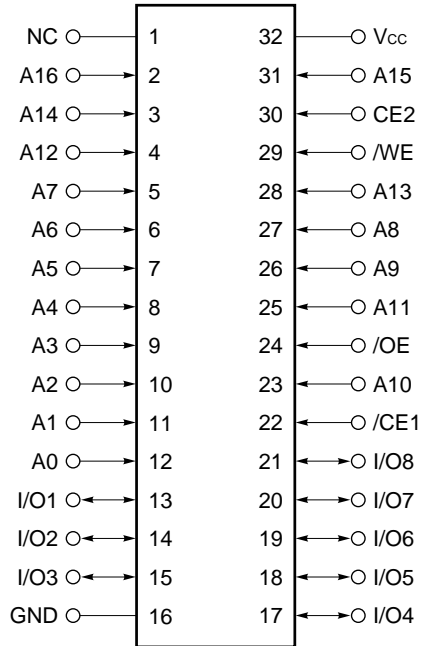 NC 1 32 Vcc
A16 2 31 A15
A14 3 30 CE2
A12 4 29 /WE
A7 5 28 A13
A6 6 27 A8
A5 7 26 A9
A4 8 25 A11
A3 9 24 /OE
A2 10 23 A10
A1 11 22 /CE1
A0 12 21 I/O8
I/O1 13 20 I/O7
I/O2 14 19 I/O6
I/O3 15 18 I/O5
GND 16 17 I/O4